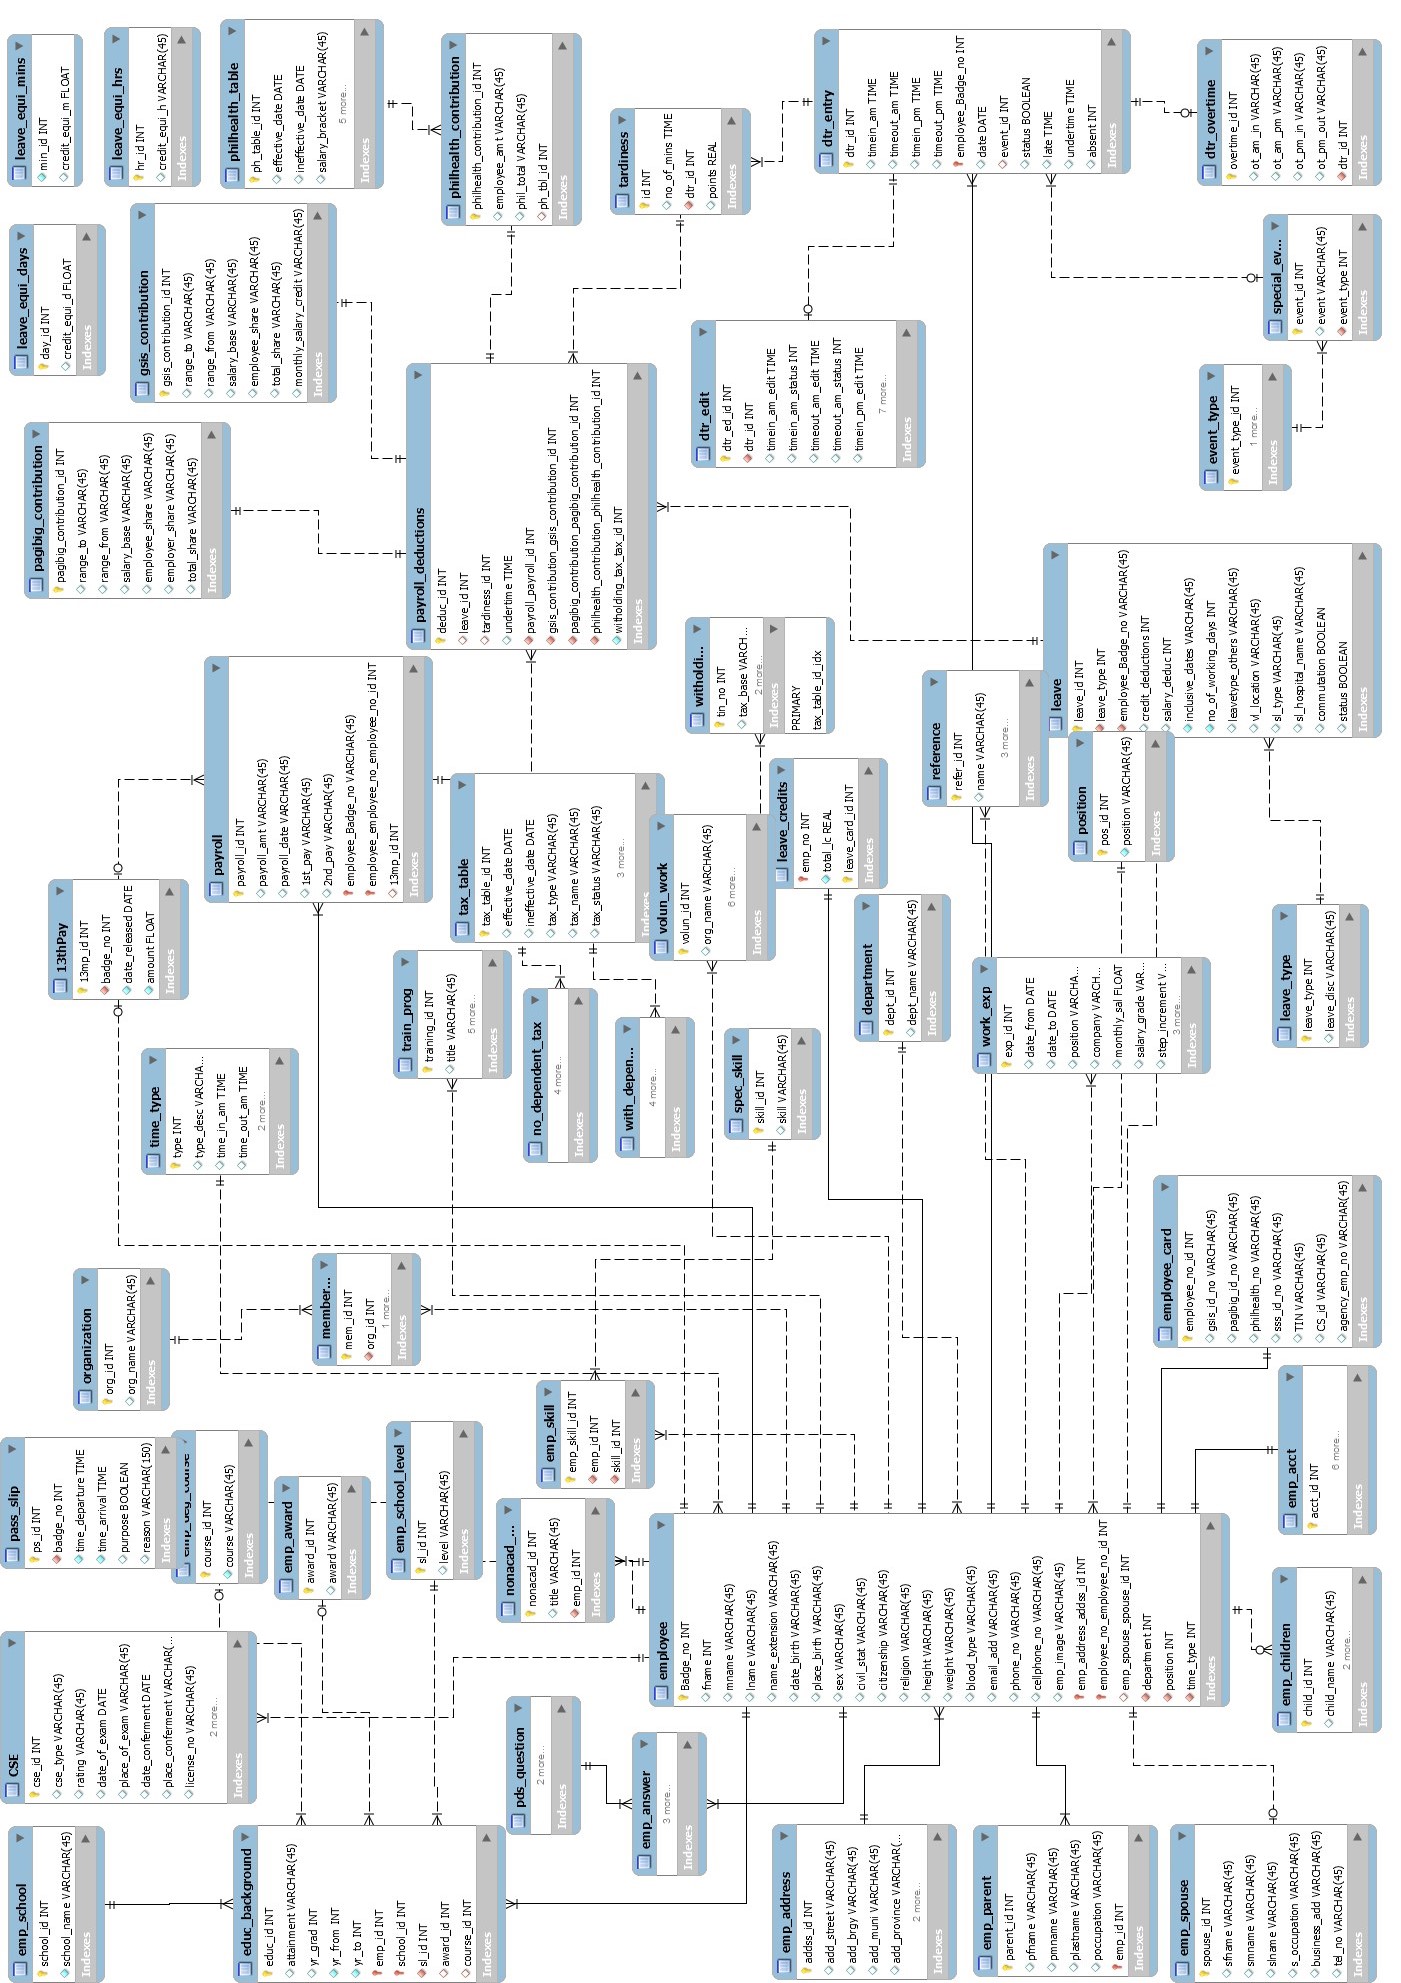 emp_school
school_id INT
school_name VARCHAR(45)
Indexes
CSE
cse_id INT
cse_type VARCHAR(45)
rating VARCHAR(45)
date_of_exam DATE
place_of_exam VARCHAR(45)
date_conferment DATE
place_conferment VARCHAR(...
license_no VARCHAR(45)
2 more...
Indexes
pass_slip
ps_id INT
badge_no INT
time_departure TIME
time_arrival TIME
purpose BOOLEAN
reason VARCHAR(150)
Indexes
organization
org_id INT
org_name VARCHAR(45)
Indexes
time_type
type INT
type_desc VARCHA...
time_in_am TIME
time_out_am TIME
2 more...
Indexes
13thPay
13mp_id INT
badge_no INT
date_released DATE
amount FLOAT
Indexes
pagibig_contribution
pagibig_contribution_id INT
range_to VARCHAR(45)
range_from VARCHAR(45)
salary_base VARCHAR(45)
employee_share VARCHAR(45)
employer_share VARCHAR(45)
total_share VARCHAR(45)
Indexes
leave_equi_days
day_id INT
credit_equi_d FLOAT
Indexes
leave_equi_mins
min_id INT
credit_equi_m FLOAT
leave_equi_hrs
hr_id INT
credit_equi_h VARCHAR(45)
Indexes
gsis_contribution
gsis_contribution_id INT
range_to VARCHAR(45)
range_from VARCHAR(45)
salary_base VARCHAR(45)
employee_share VARCHAR(45)
total_share VARCHAR(45)
monthly_salary_credit VARCHAR(45)
Indexes
philhealth_table
ph_table_id INT
effective_date DATE
ineffective_date DATE
salary_bracket VARCHAR(45)
5 more...
Indexes
educ_background
educ_id INT
attainment VARCHAR(45)
yr_grad INT
yr_from INT
yr_to INT
emp_id INT
school_id INT
sl_id INT
award_id INT
course_id INT
Indexes
emp_deg_course
course_id INT
course VARCHAR(45)
Indexes
emp_award
award_id INT
award VARCHAR(45)
Indexes
emp_school_level
sl_id INT
level VARCHAR(45)
Indexes
member...
mem_id INT
org_id INT
1 more...
Indexes
payroll
payroll_id INT
payroll_amt VARCHAR(45)
payroll_date VARCHAR(45)
1st_pay VARCHAR(45)
2nd_pay VARCHAR(45)
employee_Badge_no VARCHAR(45)
employee_employee_no_employee_no_id INT
13mp_id INT
Indexes
payroll_deductions
deduc_id INT
leave_id INT
tardiness_id INT
undertime TIME
payroll_payroll_id INT
gsis_contribution_gsis_contribution_id INT
pagibig_contribution_pagibig_contribution_id INT
philhealth_contribution_philhealth_contribution_id INT
witholding_tax_tax_id INT
Indexes
philhealth_contribution
philhealth_contribution_id INT
employee_amt VARCHAR(45)
phil_total VARCHAR(45)
ph_tbl_id INT
Indexes
train_prog
training_id INT
title VARCHAR(45)
5 more...
Indexes
tax_table
tax_table_id INT
effective_date DATE
ineffective_date DATE
tax_type VARCHAR(45)
tax_name VARCHAR(45)
tax_status VARCHAR(45)
3 more...
Indexes
pds_question
2 more...
Indexes
nonacad_...
nonacad_id INT
title VARCHAR(45)
emp_id INT
Indexes
emp_skill
emp_skill_id INT
emp_id INT
skill_id INT
Indexes
no_dependent_tax
4 more...
Indexes
with_depen...
4 more...
Indexes
tardiness
id INT
no_of_mins TIME
dtr_id INT
points REAL
Indexes
emp_answer
3 more...
Indexes
employee
Badge_no INT
fname INT
mname VARCHAR(45)
lname VARCHAR(45)
name_extension VARCHAR(45)
date_birth VARCHAR(45)
place_birth VARCHAR(45)
sex VARCHAR(45)
civil_stat VARCHAR(45)
citizenship VARCHAR(45)
religion VARCHAR(45)
height VARCHAR(45)
weight VARCHAR(45)
blood_type VARCHAR(45)
email_add VARCHAR(45)
phone_no VARCHAR(45)
cellphone_no VARCHAR(45)
emp_image VARCHAR(45)
emp_address_addss_id INT
employee_no_employee_no_id INT
emp_spouse_spouse_id INT
department INT
position INT
time_type INT
Indexes
volun_work
volun_id INT
org_name VARCHAR(45)
6 more...
Indexes
witholdi...
tin_no INT
tax_base VARCH...
2 more...
Indexes
PRIMARY
tax_table_id_idx
dtr_edit
dtr_ed_id INT
dtr_id INT
timein_am_edit TIME
timein_am_status INT
timeout_am_edit TIME
timeout_am_status INT
timein_pm_edit TIME
7 more...
Indexes
spec_skill
skill_id INT
skill VARCHAR(45)
Indexes
leave_credits
emp_no INT
total_lc REAL
leave_card_id INT
Indexes
dtr_entry
dtr_id INT
timein_am TIME
timeout_am TIME
timein_pm TIME
timeout_pm TIME
employee_Badge_no INT
date DATE
event_id INT
status BOOLEAN
late TIME
undertime TIME
absent INT
Indexes
emp_address
addss_id INT
add_street VARCHAR(45)
add_brgy VARCHAR(45)
add_muni VARCHAR(45)
add_province VARCHAR(...
2 more...
Indexes
department
dept_id INT
dept_name VARCHAR(45)
Indexes
reference
refer_id INT
name VARCHAR(45)
3 more...
Indexes
emp_parent
parent_id INT
pfname VARCHAR(45)
pmname VARCHAR(45)
plastname VARCHAR(45)
poccupation VARCHAR(45)
emp_id INT
Indexes
work_exp
exp_id INT
date_from DATE
date_to DATE
position VARCHA...
company VARCH...
monthly_sal FLOAT
salary_grade VAR...
step_increment V...
3 more...
Indexes
position
pos_id INT
position VARCHAR(45)
Indexes
leave
leave_id INT
leave_type INT
employee_Badge_no VARCHAR(45)
credit_deductions INT
salary_deduc INT
inclusive_dates VARCHAR(45)
no_of_working_days INT
leavetype_others VARCHAR(45)
vl_location VARCHAR(45)
sl_type VARCHAR(45)
sl_hospital_name VARCHAR(45)
commutation BOOLEAN
status BOOLEAN
Indexes
emp_spouse
spouse_id INT
sfname VARCHAR(45)
smname VARCHAR(45)
slname VARCHAR(45)
s_occupation VARCHAR(45)
business_add VARCHAR(45)
tel_no VARCHAR(45)
Indexes
employee_card
employee_no_id INT
gsis_id_no VARCHAR(45)
pagibig_id_no VARCHAR(45)
philhealth_no VARCHAR(45)
sss_id_no VARCHAR(45)
TIN VARCHAR(45)
CS_id VARCHAR(45)
agency_emp_no VARCHAR(45)
Indexes
event_type
event_type_id INT
1 more...
Indexes
dtr_overtime
overtime_id INT
ot_am_in VARCHAR(45)
ot_am_pm VARCHAR(45)
ot_pm_in VARCHAR(45)
ot_pm_out VARCHAR(45)
dtr_id INT
Indexes
special_ev...
event_id INT
event VARCHAR(45)
event_type INT
Indexes
emp_children
child_id INT
child_name VARCHAR(45)
2 more...
Indexes
emp_acct
acct_id INT
6 more...
Indexes
leave_type
leave_type INT
leave_disc VARCHAR(45)
Indexes